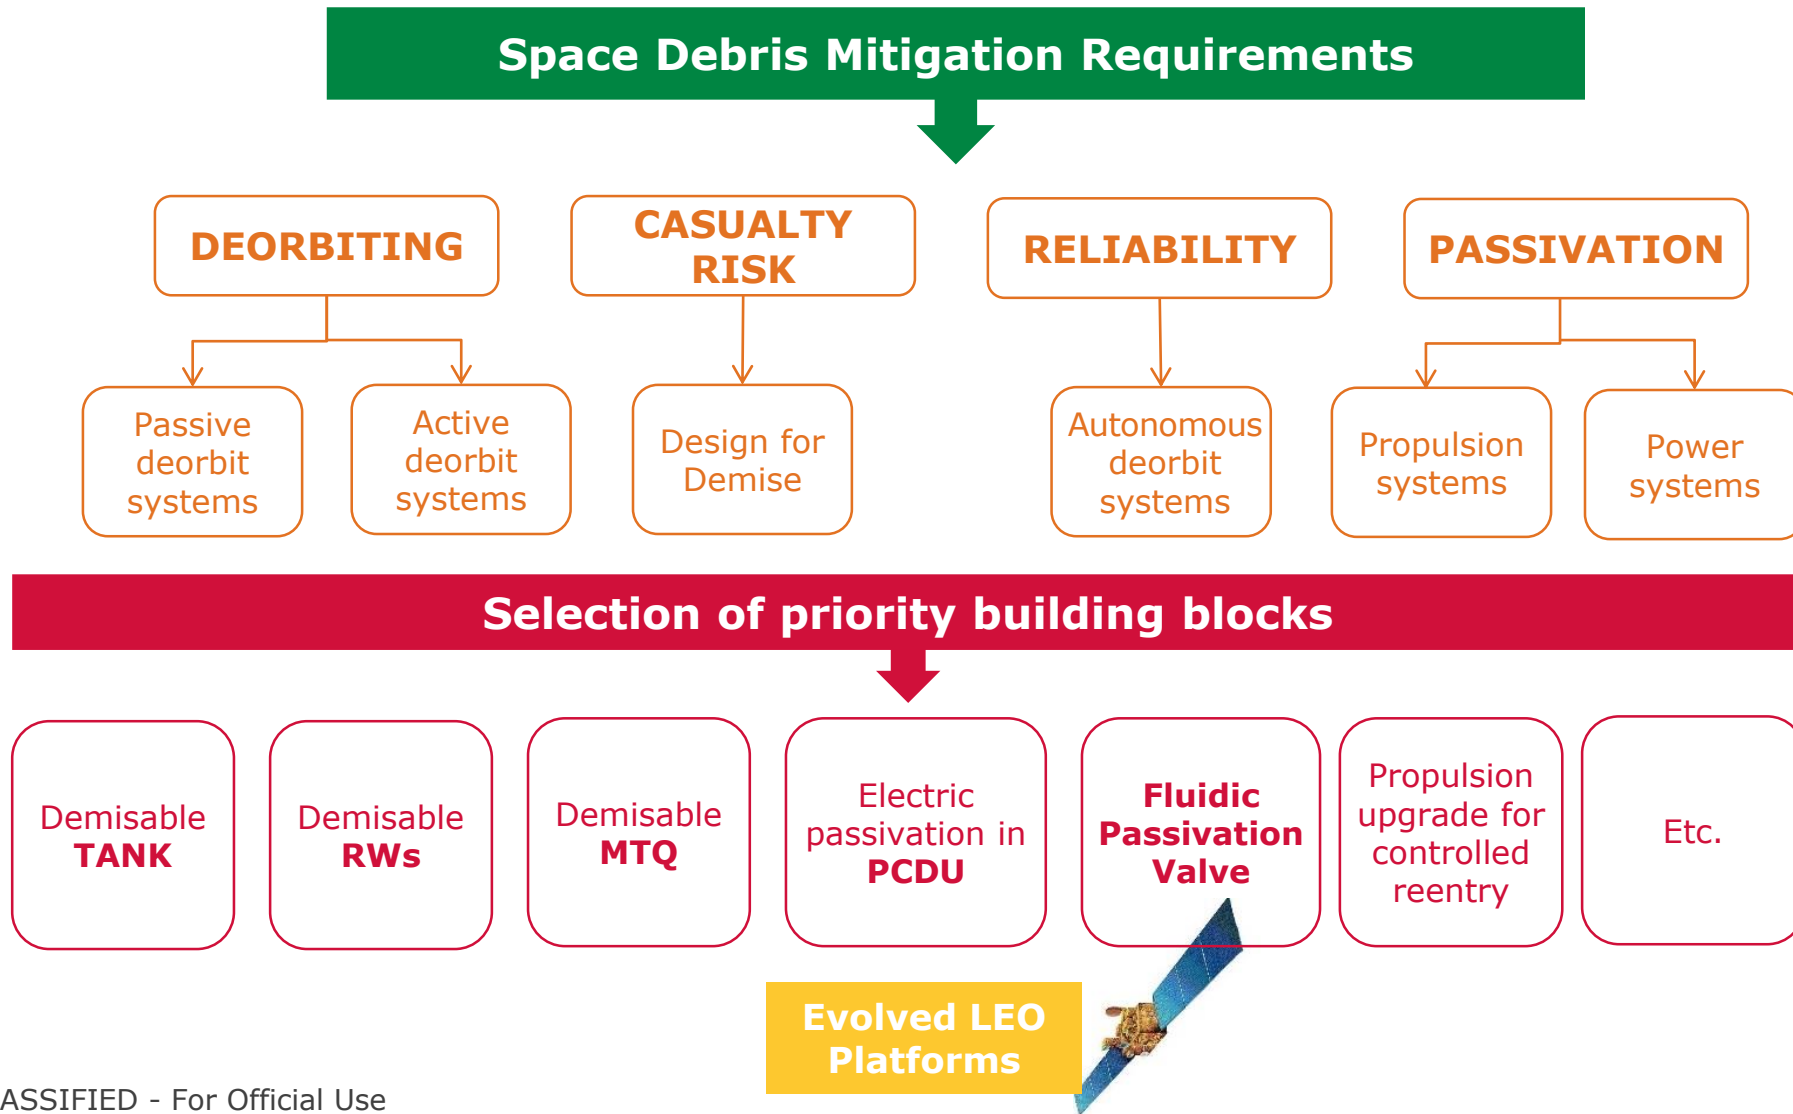 Space Debris Mitigation Requirements
DEORBITING
CASUALTY
RISK
RELIABILITY
PASSIVATION
Passive
deorbit
systems
Active
deorbit
systems
Design for
Demise
Autonomous
deorbit
systems
Propulsion
systems
Power
systems
Selection of priority building blocks
Demisable
TANK
Demisable
RWs
Demisable
MTQ
Electric
passivation in
PCDU
Fluidic
Passivation
Valve
Propulsion
upgrade for
controlled
reentry
Etc.
Evolved LEO
Platforms
ASSIFIED - For Official Use